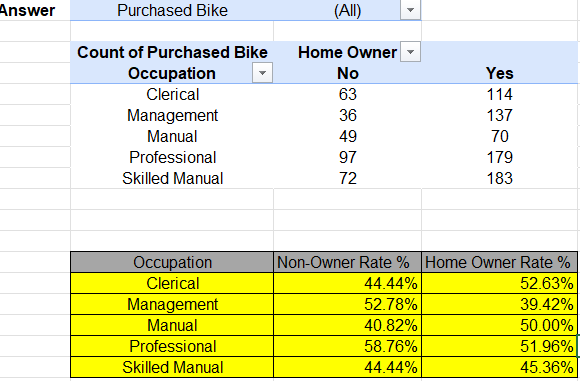 Answer Purchased Bike (All)
Count of Purchased Bike Home Owner
Occupation No Yes
Clerical 63 114
Management 36 137
Manual 49 70
Professional 97 179
Skilled Manual 72 183
Occupation Non-Owner Rate % Home Owner Rate %
Clerical 44.44% 52.63%
Management 52.78% 39.42%
Manual 40.82% 50.00%
Professional 58.76% 51.96%
Skilled Manual 44.44% 45.36%